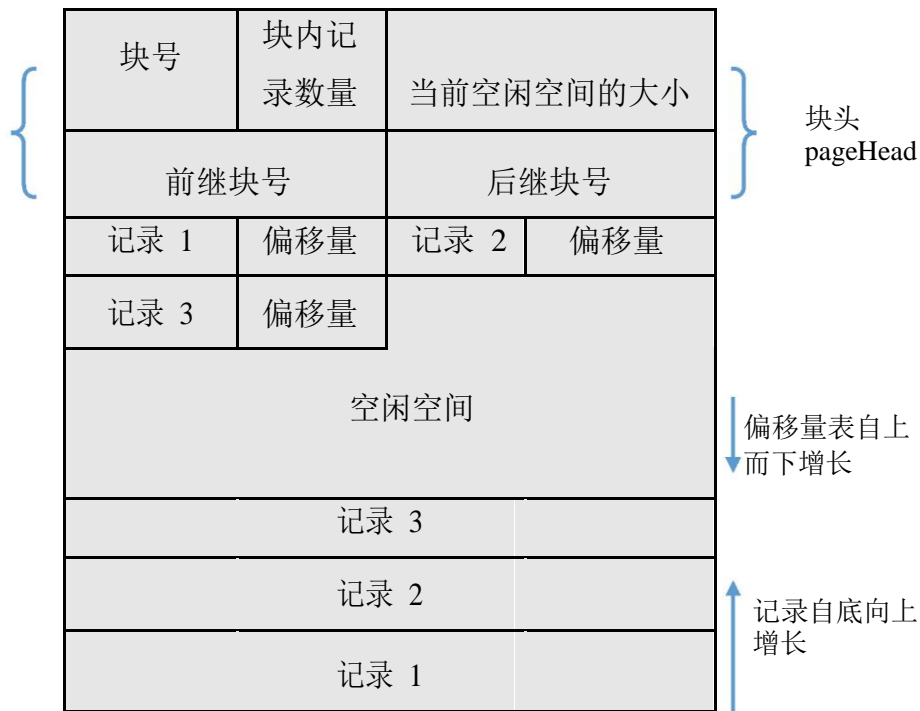 块号
块内记
录数量
当前空闲空间的大小
块头
pageHead
前继块号
后继块号
记录 1
偏移量
记录 2
偏移量
记录 3
偏移量
空闲空间
偏移量表自上
而下增长
记录 3
记录 2
记录自底向上
增长
记录 1